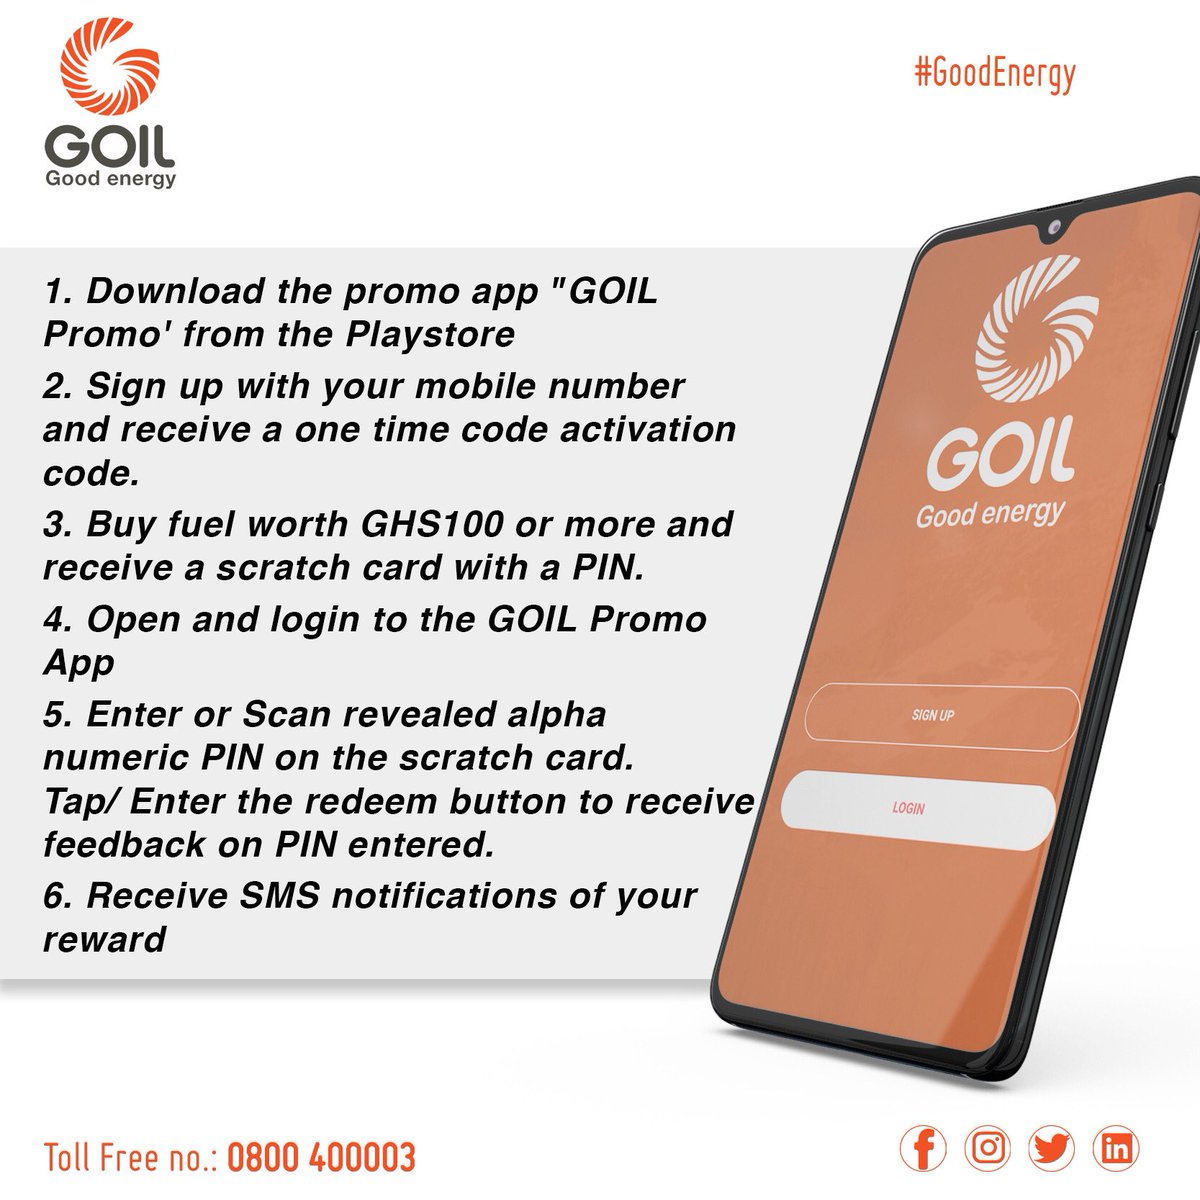 GOIL
Good energy
#GoodEnergy
1. Download the promo app "GOIL
Promo' from the Playstore
2. Sign up with your mobile number
and receive a one time code activation
code.
3. Buy fuel worth GHS100 or more and
receive a scratch card with a PIN.
4. Open and login to the GOIL Promo
App
5. Enter or Scan revealed alpha
numeric PIN on the scratch card.
Tap/ Enter the redeem button to receive
feedback on PIN entered.
6. Receive SMS notifications of your
reward
GOIL
Good energy
SIGN UP
LOGIN
Toll Free no.: 0800 400003